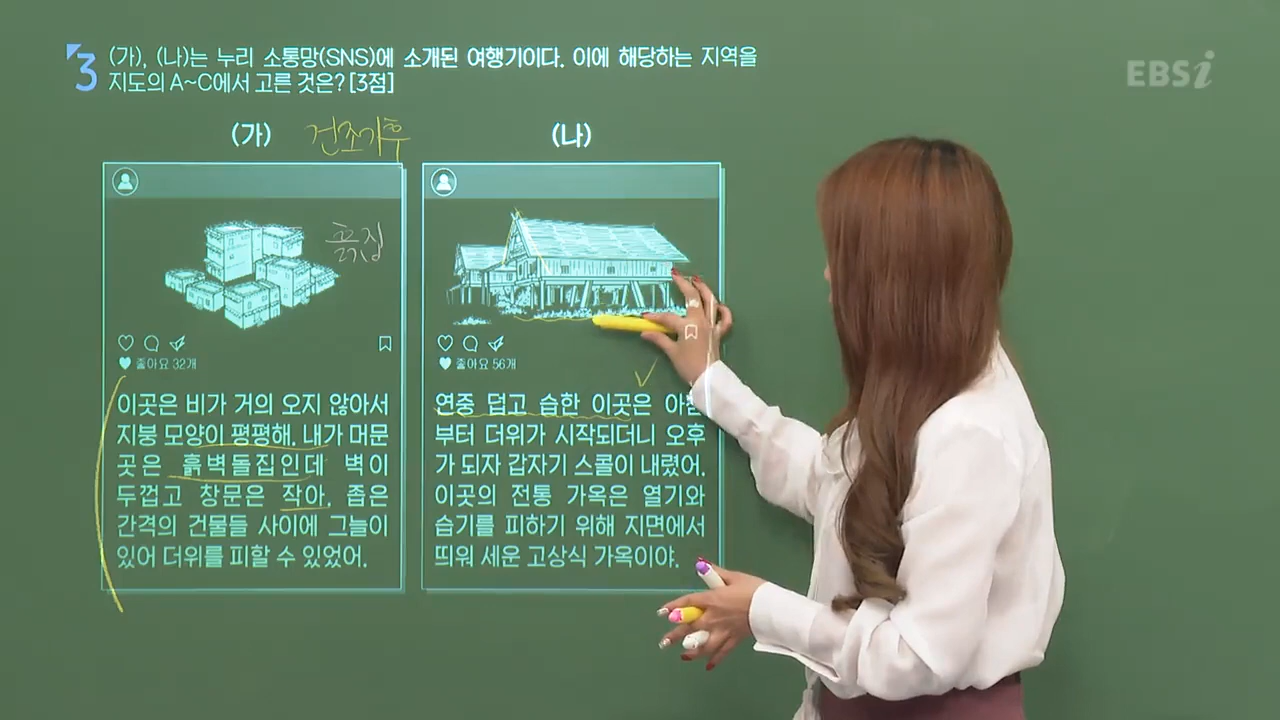 3 (가), (나)는 누리 소통망(SNS)에 소개된 여행기이다. 이에 해당하는 지역을
지도의 A~C에서 고른 것은? [3점]
EBSi
(가) 건조기후
흙집
좋아요 32개
이곳은 비가 거의 오지 않아서
지붕 모양이 평평해. 내가 머문
곳은 흙벽돌집인데 벽이
두껍고 창문은 작아. 좁은
간격의 건물들 사이에 그늘이
있어 더위를 피할 수 있었어.
(나)
좋아요 56개
연중 덥고 습한 이곳은
부터 더위가 시작되더니 오후
가 되자 갑자기 스콜이 내렸어.
이곳의 전통 가옥은 열기와
습기를 피하기 위해 지면에서
띄워 세운 고상식 가옥이야.